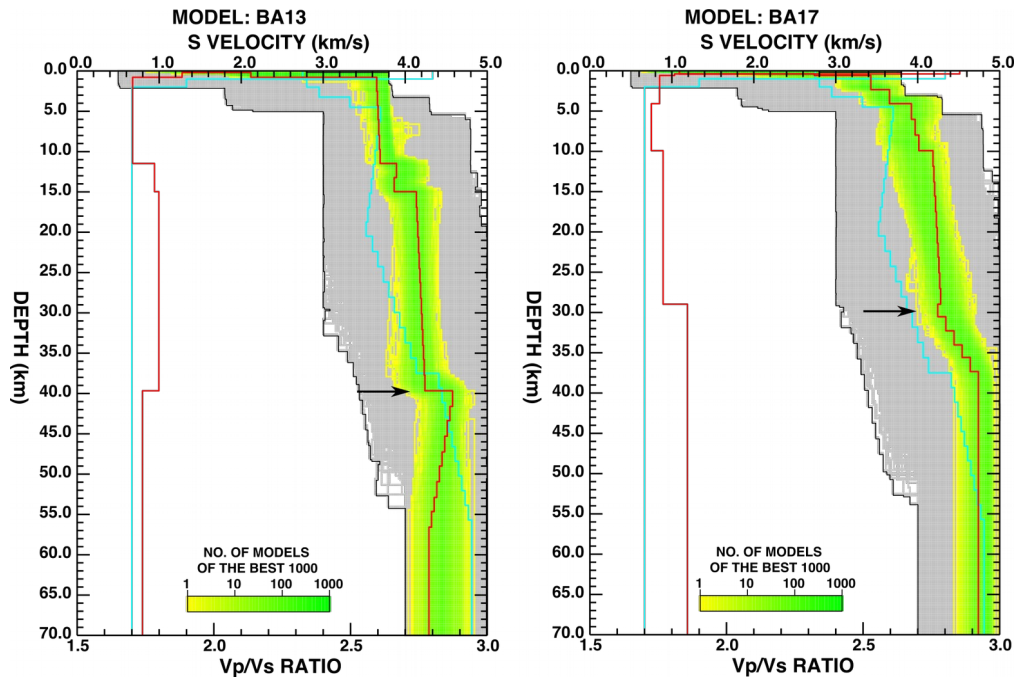 MODEL: BA13
S VELOCITY (km/s)
0.0 1.0 2.0 3.0 4.0 5.0
0.0
5.0
10.0
15.0
20.0
25.0
30.0
35.0
40.0
45.0
50.0
55.0
60.0
65.0
70.0
DEPTH (km)
NO. OF MODELS
OF THE BEST 1000
1 10 100 1000
1.5 2.0 2.5 3.0
Vp/Vs RATIO
MODEL: BA17
S VELOCITY (km/s)
0.0 1.0 2.0 3.0 4.0 5.0
0.0
5.0
10.0
15.0
20.0
25.0
30.0
35.0
40.0
45.0
50.0
55.0
60.0
65.0
70.0
DEPTH (km)
NO. OF MODELS
OF THE BEST 1000
1 10 100 1000
1.5 2.0 2.5 3.0
Vp/Vs RATIO